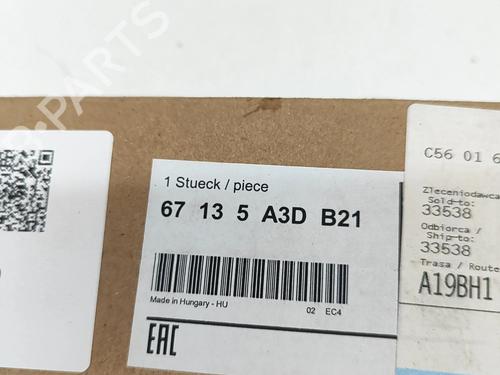 B-PARTS
1 Stueck / piece
67 13 5 A3D B21
Made in Hungary - HU
02 EC4
EAC
C56 01 6
Zleceniodawca
Sold-to:
33538
Odbiorca /
Ship-to:
33538
Trasa / Route
A19BH1